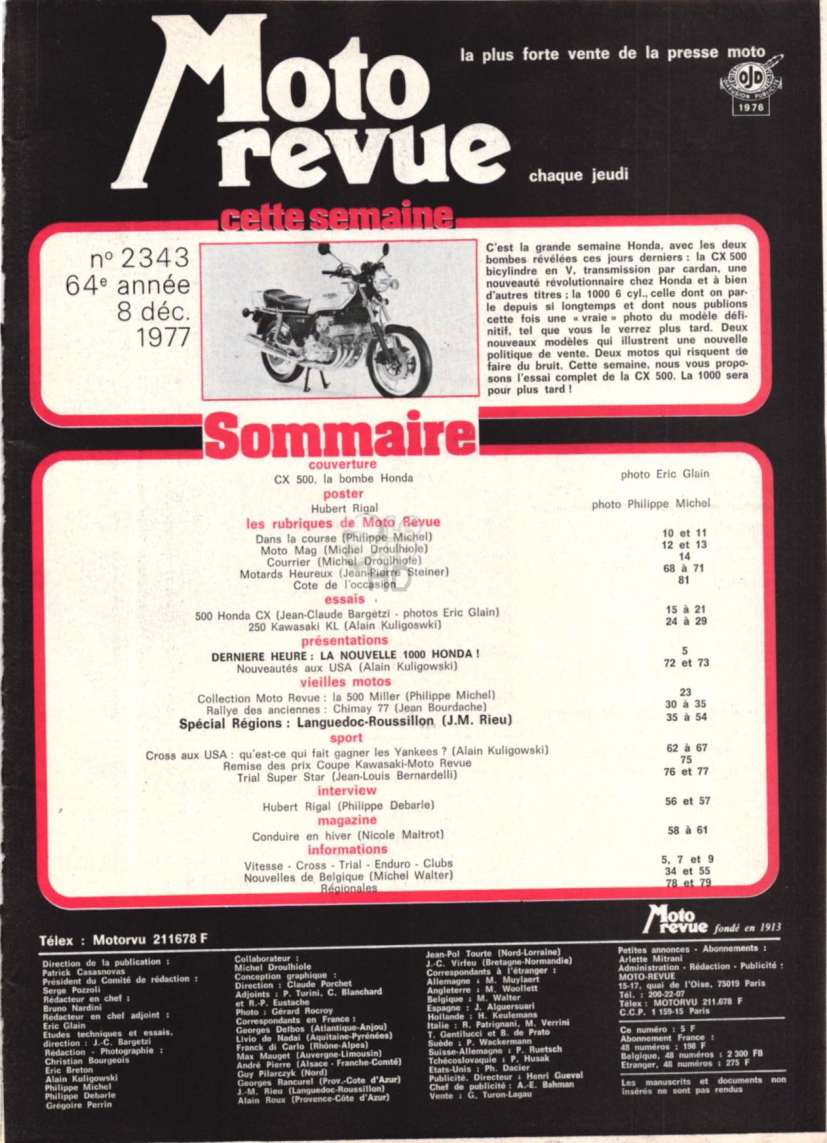 Moto
revue
la plus forte vente de la presse moto
OJD
DIFFUSION PUBLICITÉ
1976
chaque jeudi
cette semaine
nº 2343
64e année
8 déc.
1977
C'est la grande semaine Honda, avec les deux
bombes révélées ces jours derniers : la CX 500
bicylindre en V, transmission par cardan, une
nouveauté révolutionnaire chez Honda et à bien
d'autres titres ; la 1000 6 cyl., celle dont on par-
le depuis si longtemps et dont nous publions
cette fois une « vraie » photo du modèle défi-
nitif, tel que vous le verrez plus tard. Deux
nouveaux modèles qui illustrent une nouvelle
politique de vente. Deux motos qui risquent de
faire du bruit. Cette semaine, nous vous propo-
sons l'essai complet de la CX 500. La 1000 sera
pour plus tard !
Sommaire
couverture
CX 500, la bombe Honda photo Eric Glain
poster
Hubert Rigal photo Philippe Michel
les rubriques de Moto Revue
Dans la course (Philippe Michel) 10 et 11
Moto Mag (Michel Droulhiole) 12 et 13
Courrier (Michel Droulhiole) 14
Motards Heureux (Jean-Pierre Steiner) 68 à 71
Cote de l'occasion 81
essais
500 Honda CX (Jean-Claude Bargetzi - photos Eric Glain) 15 à 21
250 Kawasaki KL (Alain Kuligoswki) 24 à 29
présentations
DERNIERE HEURE : LA NOUVELLE 1000 HONDA ! 5
Nouveautés aux USA (Alain Kuligowski) 72 et 73
vieilles motos
Collection Moto Revue : la 500 Miller (Philippe Michel) 23
Rallye des anciennes : Chimay 77 (Jean Bourdache) 30 à 35
Spécial Régions : Languedoc-Roussillon (J.M. Rieu) 35 à 54
sport
Cross aux USA : qu'est-ce qui fait gagner les Yankees ? (Alain Kuligowski) 62 à 67
Remise des prix Coupe Kawasaki-Moto Revue 75
Trial Super Star (Jean-Louis Bernardelli) 76 et 77
interview
Hubert Rigal (Philippe Debarle) 56 et 57
magazine
Conduire en hiver (Nicole Maitrot) 58 à 61
informations
Vitesse - Cross - Trial - Enduro - Clubs 5, 7 et 9
Nouvelles de Belgique (Michel Walter) 34 et 55
Régionales 78 et 79
Moto
revue fondé en 1913
Télex : Motorvu 211678 F
Direction de la publication :
Patrick Casasnovas
Président du Comité de rédaction :
Serge Pozzoli
Rédacteur en chef :
Bruno Nardini
Rédacteur en chef adjoint :
Eric Glain
Etudes techniques et essais,
direction : J.-C. Bargetzi
Rédaction - Photographie :
Christian Bourgeois
Eric Breton
Alain Kuligowski
Philippe Michel
Philippe Debarle
Grégoire Perrin
Collaborateur :
Michel Droulhiole
Conception graphique :
Direction : Claude Porchet
Adjoints : P. Turini, C. Blanchard
et R.-P. Eustache
Photo : Gérard Rocroy
Correspondants en France :
Georges Delbos (Atlantique-Anjou)
Livio de Nadai (Aquitaine-Pyrénées)
Franck di Carlo (Rhône-Alpes)
Max Mauget (Auvergne-Limousin)
André Pierre (Alsace - Franche-Comté)
Guy Pilarczyk (Nord)
Georges Rancurel (Prov.-Cote d'Azur)
J.-M. Rieu (Languedoc-Roussillon)
Alain Roux (Provence-Côte d'Azur)
Jean-Pol Tourte (Nord-Lorraine)
J.-C. Virfeu (Bretagne-Normandie)
Correspondants à l'étranger :
Allemagne : M. Muylaert
Angleterre : M. Woollett
Belgique : M. Walter
Espagne : J. Alguersuari
Hollande : H. Keulemans
Italie : R. Patrignani, M. Verrini
T. Gentilucci et B. de Prato
Suède : P. Wackermann
Suisse-Allemagne : P. Ruetsch
Tchécoslovaquie : P. Husak
Etats-Unis : Ph. Dacier
Publicité. Directeur : Henri Guevel
Chef de publicité : A.-E. Bahman
Vente : G. Turon-Lagau
Petites annonces - Abonnements :
Arlette Mitrani
Administration - Rédaction - Publicité :
MOTO-REVUE
15-17, quai de l'Oise, 75019 Paris
Tél. : 200-22-07
Télex : MOTORVU 211.678 F
C.C.P. 1 159-15 Paris
Ce numéro : 5 F
Abonnement France :
48 numéros : 198 F
Belgique, 48 numéros : 2 300 FB
Etranger, 48 numéros : 275 F
Les manuscrits et documents non
insérés ne sont pas rendus